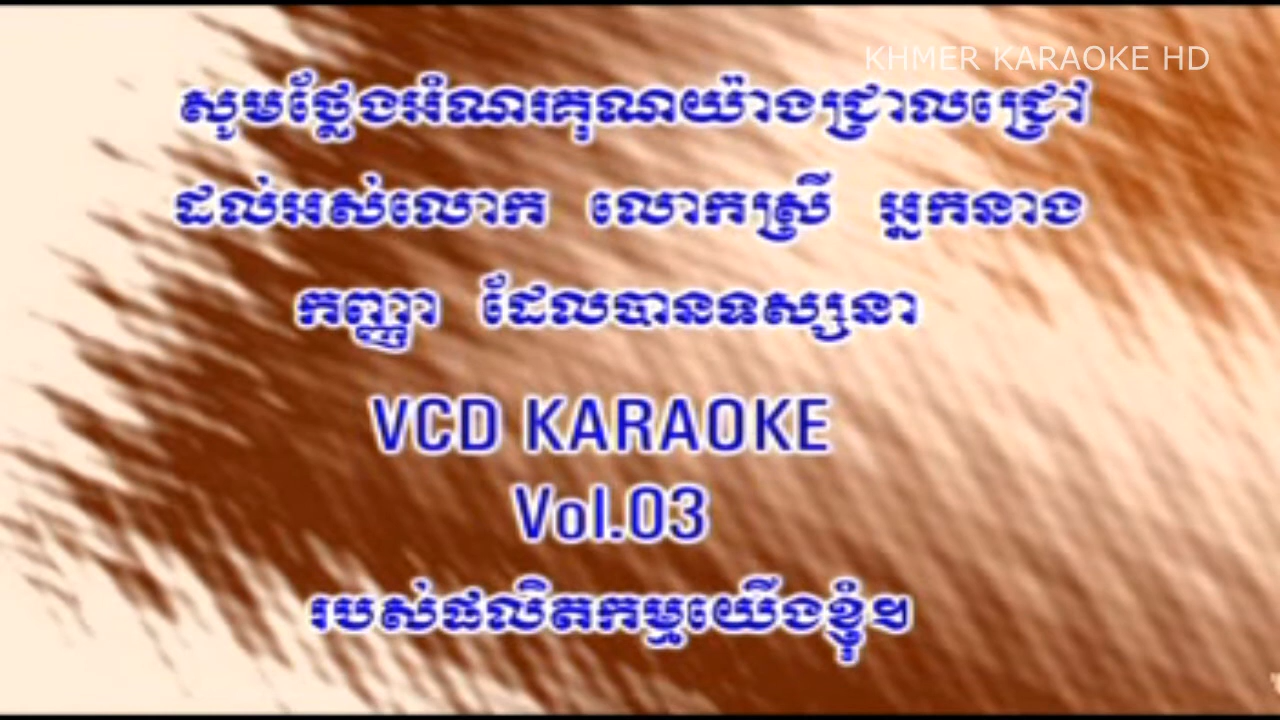 KHMER KARAOKE HD
សូមថ្លែងអំណរគុណយ៉ាងជ្រាលជ្រៅ
ដល់អស់លោក លោកស្រី អ្នកនាង
កញ្ញា ដែលបានទស្សនា
VCD KARAOKE
Vol.03
របស់ផលិតកម្មយើងខ្ញុំ។